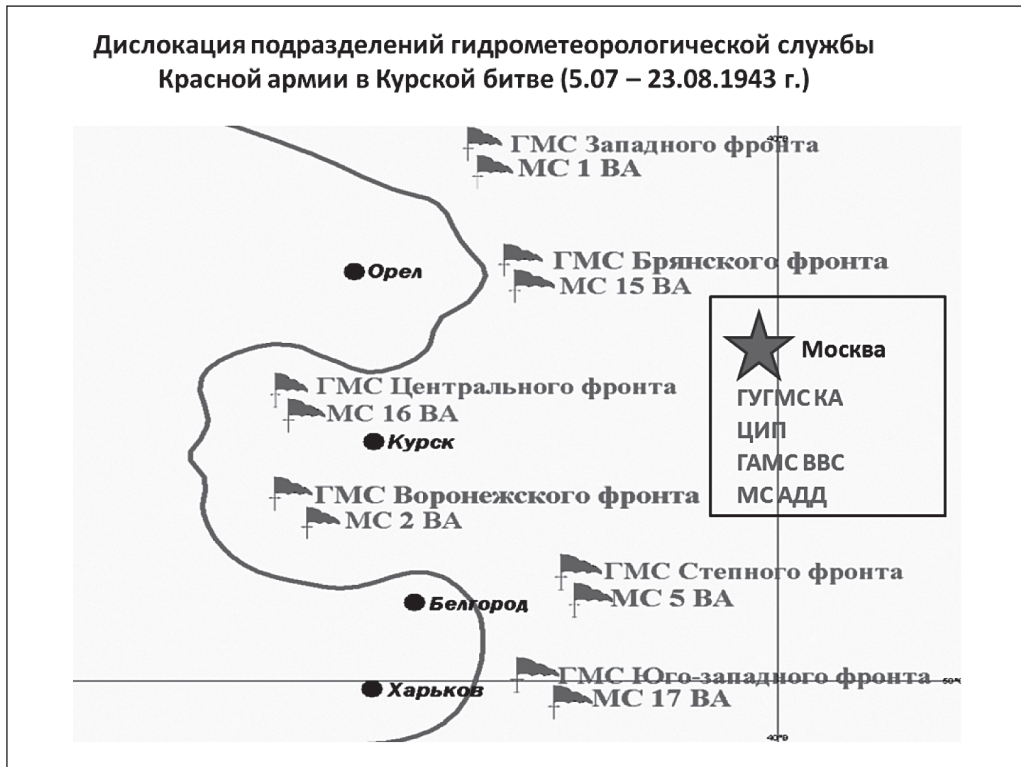 Дислокация подразделений гидрометеорологической службы
Красной армии в Курской битве (5.07 – 23.08.1943 г.)
ГМС Западного фронта
МС 1 ВА
ГМС Брянского фронта
МС 15 ВА
Орел
Москва
ГУГМС КА
ЦИП
ГАМС ВВС
МС АДД
ГМС Центрального фронта
МС 16 ВА
Курск
ГМС Воронежского фронта
МС 2 ВА
ГМС Степного фронта
МС 5 ВА
Белгород
ГМС Юго-западного фронта
МС 17 ВА
Харьков